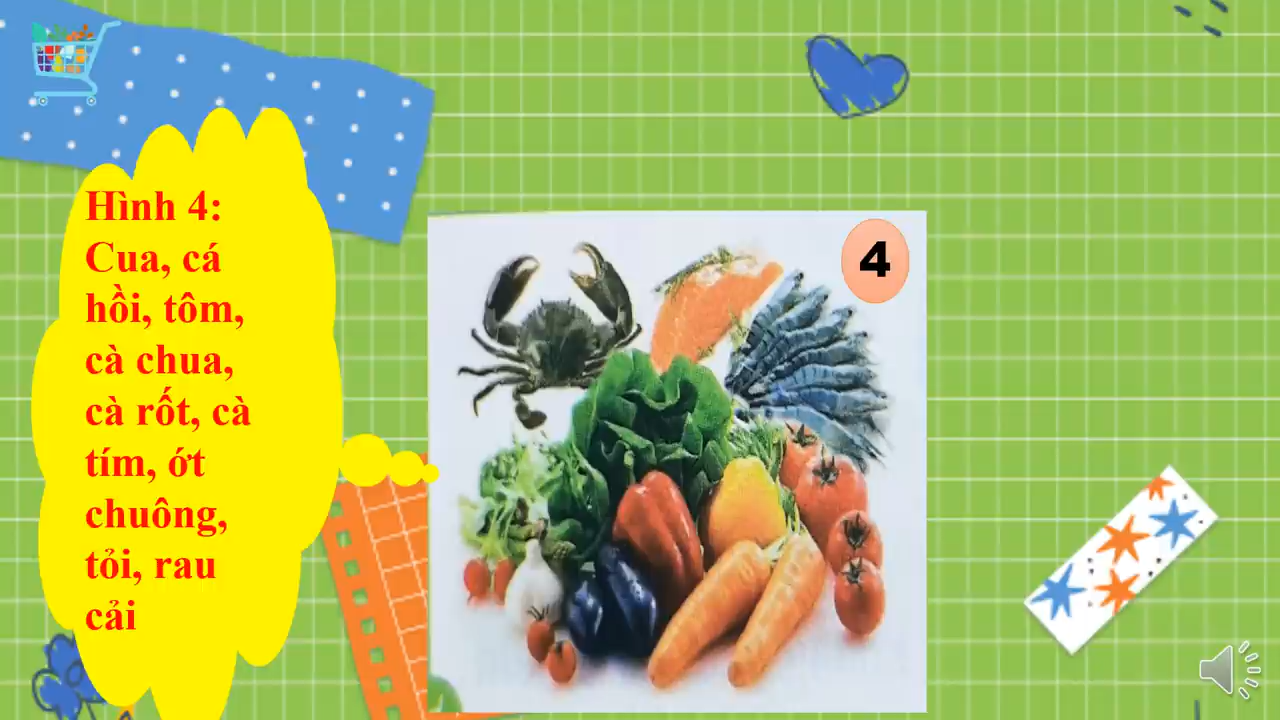 Hình 4:
Cua, cá
hồi, tôm,
cà chua,
cà rốt, cà
tím, ớt
chuông,
tỏi, rau
cải
4